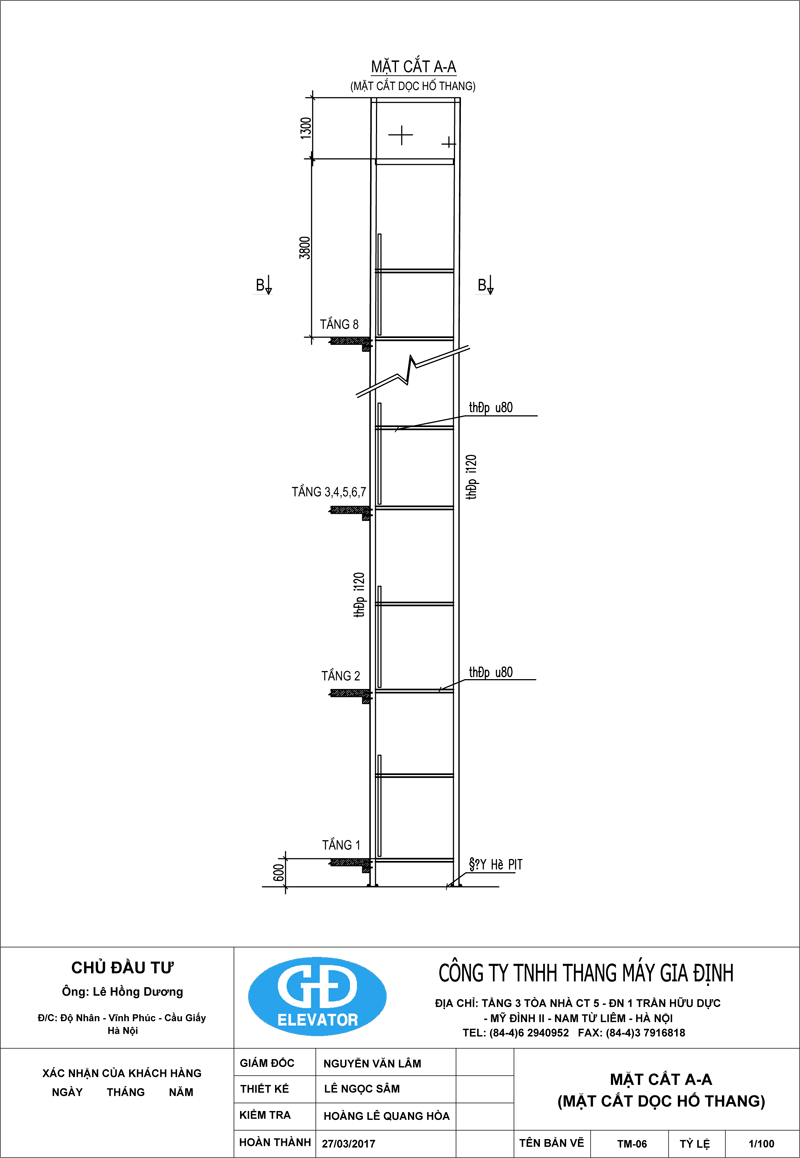 MẶT CẮT A-A
(MẶT CẮT DỌC HỐ THANG)
1300
3800
B
B
TẦNG 8
thÐp u80
thÐp i120
TẦNG 3,4,5,6,7
thÐp i120
TẦNG 2
thÐp u80
TẦNG 1
600
§?Y Hè PIT
CHỦ ĐẦU TƯ
Ông: Lê Hồng Dương
Đ/C: Độ Nhân - Vĩnh Phúc - Cầu Giấy
Hà Nội
GĐ
ELEVATOR
CÔNG TY TNHH THANG MÁY GIA ĐỊNH
ĐỊA CHỈ: TẦNG 3 TÒA NHÀ CT 5 - ĐN 1 TRẦN HỮU DỰC
- MỸ ĐÌNH II - NAM TỪ LIÊM - HÀ NỘI
TEL: (84-4)6 2940952 FAX: (84-4)3 7916818
XÁC NHẬN CỦA KHÁCH HÀNG
NGÀY THÁNG NĂM
GIÁM ĐỐC NGUYỄN VĂN LÂM
THIẾT KẾ LÊ NGỌC SÂM
KIỂM TRA HOÀNG LÊ QUANG HÒA
HOÀN THÀNH 27/03/2017
MẶT CẮT A-A
(MẶT CẮT DỌC HỐ THANG)
TÊN BẢN VẼ TM-06 TỶ LỆ 1/100